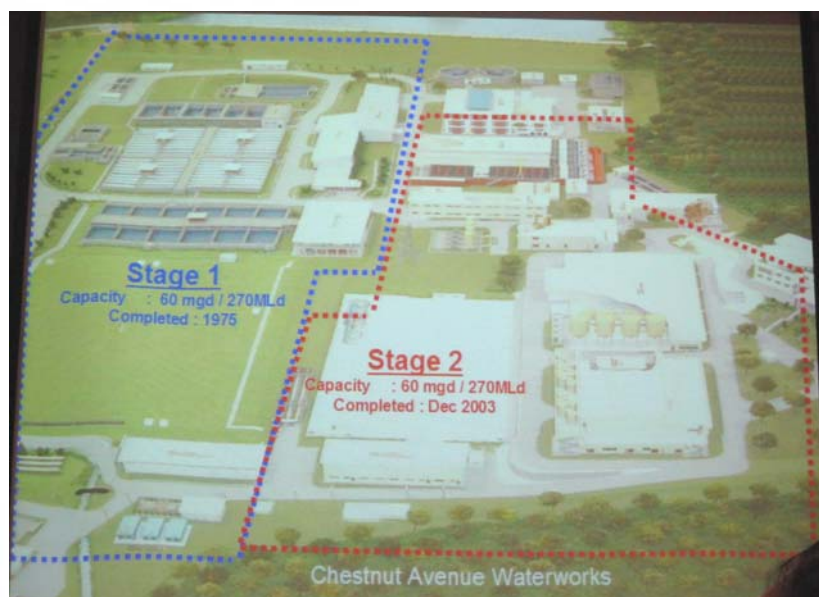 Stage 1
Capacity : 60 mgd / 270MLd
Completed : 1975
Stage 2
Capacity : 60 mgd / 270MLd
Completed : Dec 2003
Chestnut Avenue Waterworks